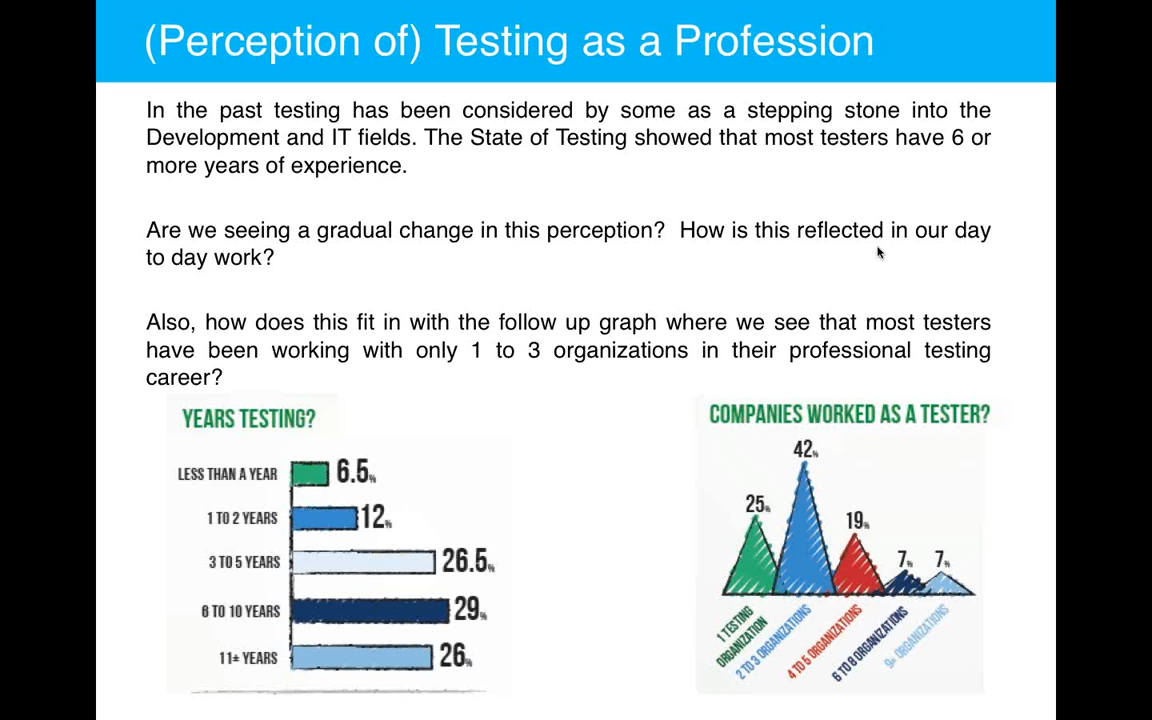 (Perception of) Testing as a Profession
In the past testing has been considered by some as a stepping stone into the
Development and IT fields. The State of Testing showed that most testers have 6 or
more years of experience.
Are we seeing a gradual change in this perception? How is this reflected in our day
to day work?
Also, how does this fit in with the follow up graph where we see that most testers
have been working with only 1 to 3 organizations in their professional testing
career?
YEARS TESTING?
LESS THAN A YEAR 6.5%
1 TO 2 YEARS 12%
3 TO 5 YEARS 26.5%
6 TO 10 YEARS 29%
11+ YEARS 26%
COMPANIES WORKED AS A TESTER?
25%
42%
19%
7%
7%
1 TESTING
ORGANIZATION
2 TO 3 ORGANIZATIONS
4 TO 5 ORGANIZATIONS
6 TO 8 ORGANIZATIONS
9+ ORGANIZATIONS